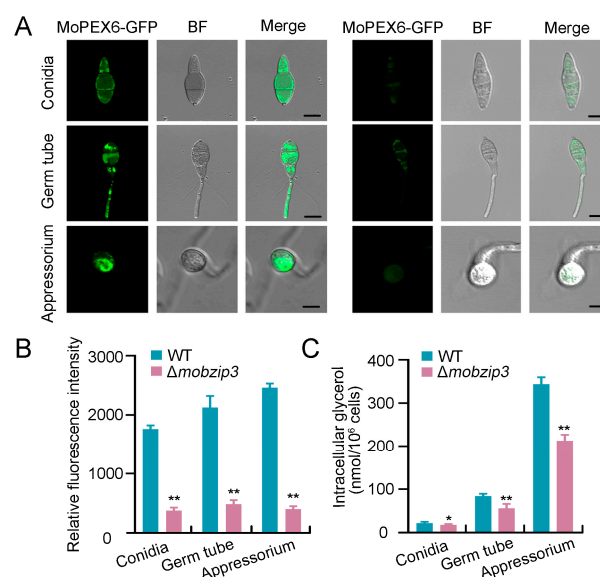 A
MoPEX6-GFP BF Merge MoPEX6-GFP BF Merge
Conidia
Germ tube
Appressorium
B
Relative fluorescence intensity
3000
2000
1000
0
WT
Δmobzip3
**
**
**
Conidia
Germ tube
Appressorium
C
Intracellular glycerol
(nmol/10⁶ cells)
400
300
200
100
0
WT
Δmobzip3
*
**
**
Conidia
Germ tube
Appressorium